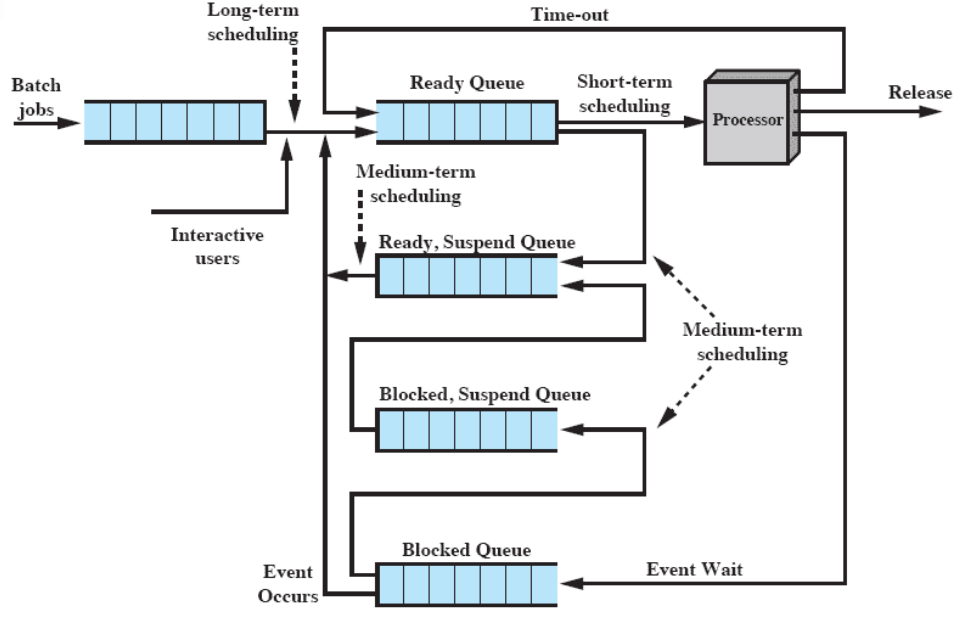 Long-term
scheduling
Time-out
Batch
jobs
Ready Queue
Short-term
scheduling
Release
Processor
Medium-term
scheduling
Interactive
users
Ready, Suspend Queue
Medium-term
scheduling
Blocked, Suspend Queue
Blocked Queue
Event
Occurs
Event Wait